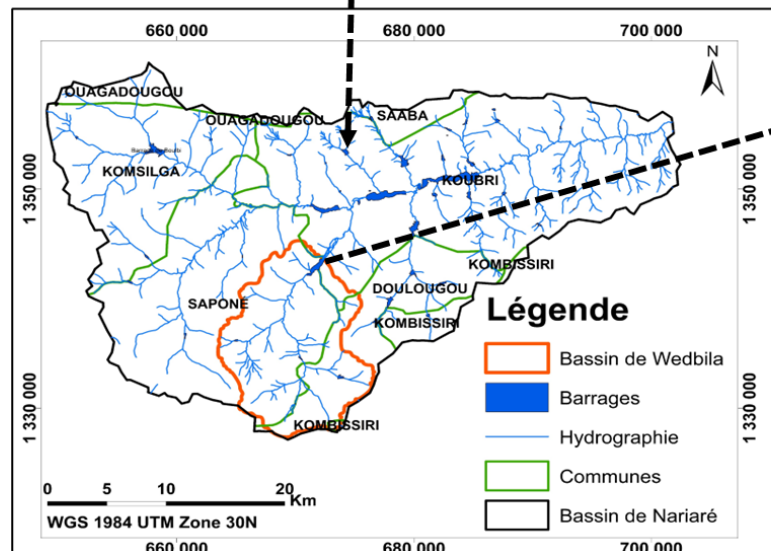 660 000 680 000 700 000
N
OUAGADOUGOU
OUAGADOUGOU
SAABA
KOMSILGA
KOUBRI
1 350 000
1 350 000
KOMBISSIRI
SAPONÉ
DOULOUGOU
KOMBISSIRI
Légende
Bassin de Wedbila
Barrages
Hydrographie
Communes
Bassin de Nariaré
1 330 000
1 330 000
KOMBISSIRI
0 5 10 20
Km
WGS 1984 UTM Zone 30N
660 000 680 000 700 000